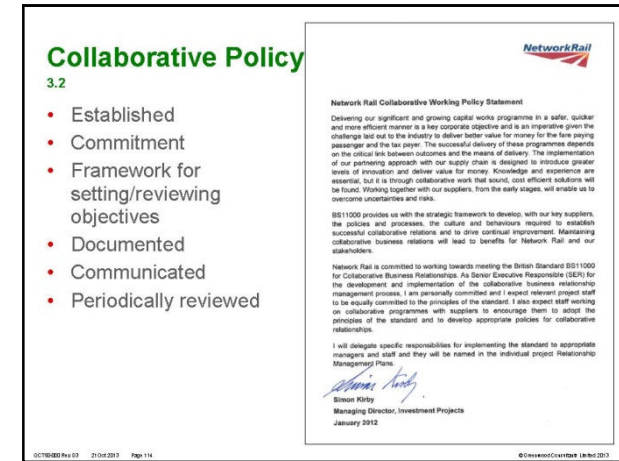 Collaborative Policy
3.2
• Established
• Commitment
• Framework for
setting/reviewing
objectives
• Documented
• Communicated
• Periodically reviewed
NetworkRail
Network Rail Collaborative Working Policy Statement
Delivering our significant and growing capital works programme in a safer, quicker
and more efficient manner is a key corporate objective and is an imperative given the
challenge laid out to the industry to deliver better value for money for the fare paying
passenger and the tax payer. The successful delivery of these programmes depends
on the critical link between outcomes and the means of delivery. The implementation
of our partnering approach with our supply chain is designed to introduce greater
levels of innovation and deliver value for money. Knowledge and experience are
essential, but it is through collaborative work that sound, cost efficient solutions will
be found. Working together with our suppliers, from the early stages, will enable us to
overcome uncertainties and risks.
BS11000 provides us with the strategic framework to develop, with our key suppliers,
the policies and processes, the culture and behaviours required to establish
successful collaborative relations and to drive continual improvement. Maintaining
collaborative business relations will lead to benefits for Network Rail and our
stakeholders.
Network Rail is committed to working towards meeting the British Standard BS11000
for Collaborative Business Relationships. As Senior Executive Responsible (SER) for
the development and implementation of the collaborative business relationship
management process, I am personally committed and I expect relevant project staff
to be equally committed to the principles of the standard. I also expect staff working
on collaborative programmes with suppliers to encourage them to adopt the
principles of the standard and to develop appropriate policies for collaborative
relationships.
I will delegate specific responsibilities for implementing the standard to appropriate
managers and staff and they will be named in the individual project Relationship
Management Plans.
Simon Kirby
Simon Kirby
Managing Director, Investment Projects
January 2012
21 Oct 2013 Page 114
Limited 2013